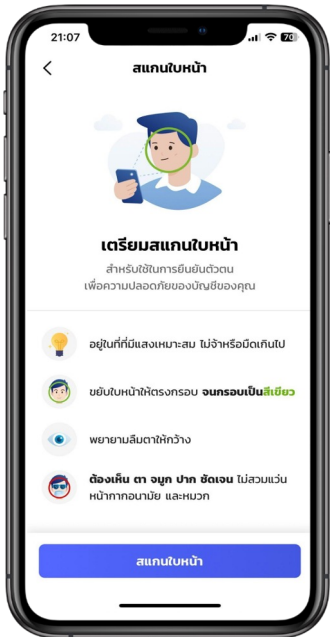 21:07
70
สแกนใบหน้า
เตรียมสแกนใบหน้า
สำหรับใช้ในการยืนยันตัวตน
เพื่อความปลอดภัยของบัญชีของคุณ
อยู่ในที่ที่มีแสงเหมาะสม ไม่จ้าหรือมืดเกินไป
ขยับใบหน้าให้ตรงกรอบ จนกรอบเป็นสีเขียว
พยายามลืมตาให้กว้าง
ต้องเห็น ตา จมูก ปาก ชัดเจน ไม่สวมแว่น
หน้ากากอนามัย และหมวก
สแกนใบหน้า